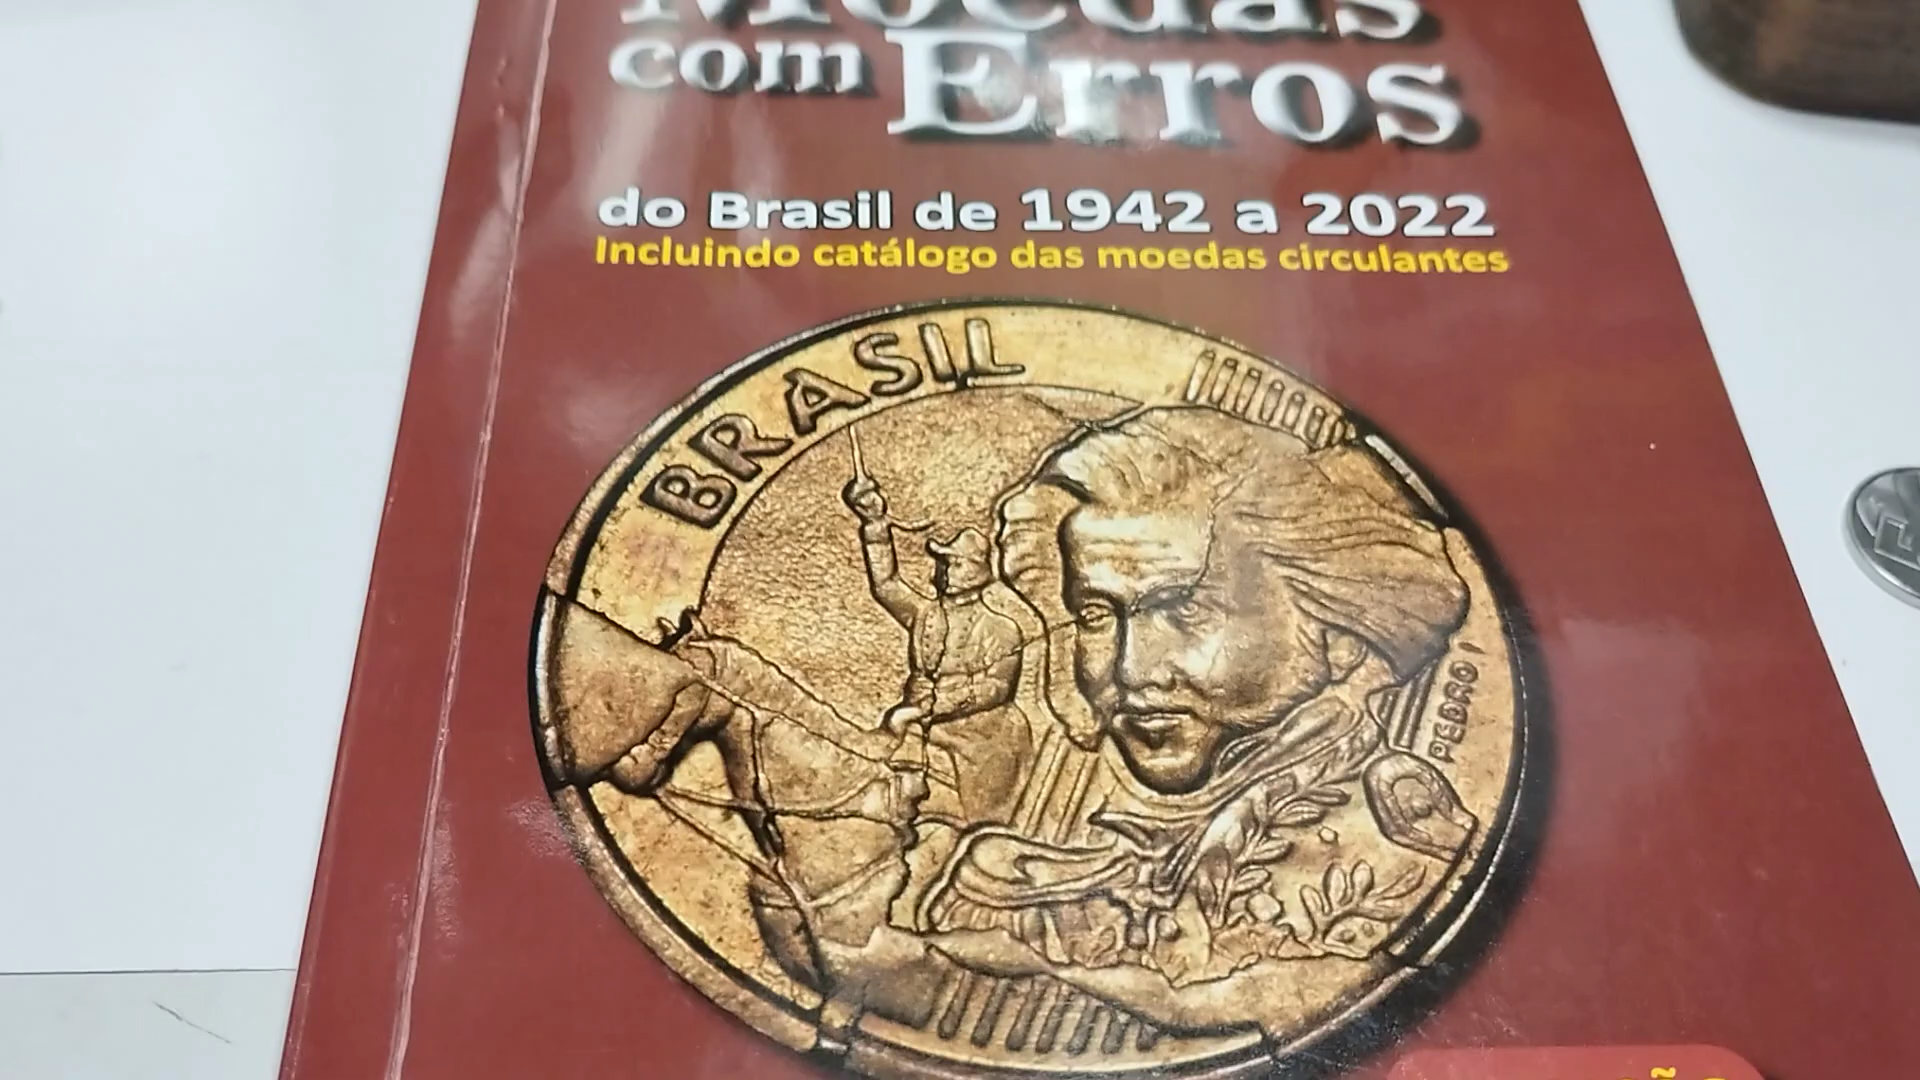 Moedas
com Erros
do Brasil de 1942 a 2022
Incluindo catálogo das moedas circulantes
BRASIL
PEDRO I